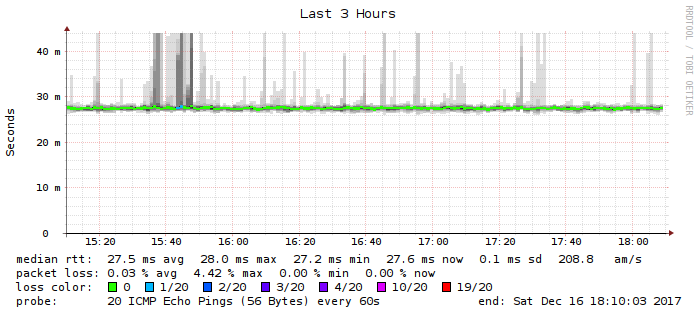 Last 3 Hours
RRDTOOL / TOBI OETIKER
Seconds
40 m
30 m
20 m
10 m
0
15:20 15:40 16:00 16:20 16:40 17:00 17:20 17:40 18:00
median rtt: 27.5 ms avg 28.0 ms max 27.2 ms min 27.6 ms now 0.1 ms sd 208.8 am/s
packet loss: 0.03 % avg 4.42 % max 0.00 % min 0.00 % now
loss color: 0 1/20 2/20 3/20 4/20 10/20 19/20
probe: 20 ICMP Echo Pings (56 Bytes) every 60s end: Sat Dec 16 18:10:03 2017